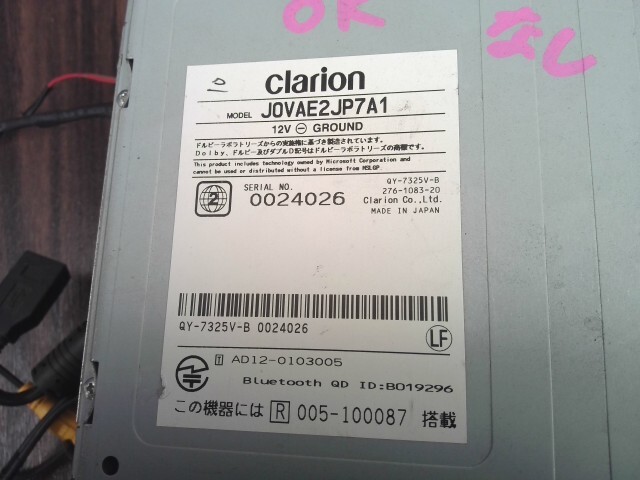 OK なし
10
clarion
MODEL J0VAE2JP7A1
12V ⊖ GROUND
ドルビーラボラトリーズからの実施権に基づき製造されています。
Dolby、ドルビー及びダブルD記号はドルビーラボラトリーズの商標です。
This product includes technology owned by Microsoft Corporation and
cannot be used or distributed without a license from MSLGP.
2
SERIAL NO.
0024026
QY-7325V-B
276-1083-20
Clarion Co.,Ltd.
MADE IN JAPAN
QY-7325V-B 0024026
LF
T AD12-0103005
Bluetooth QD ID:B019296
この機器には R 005-100087 搭載